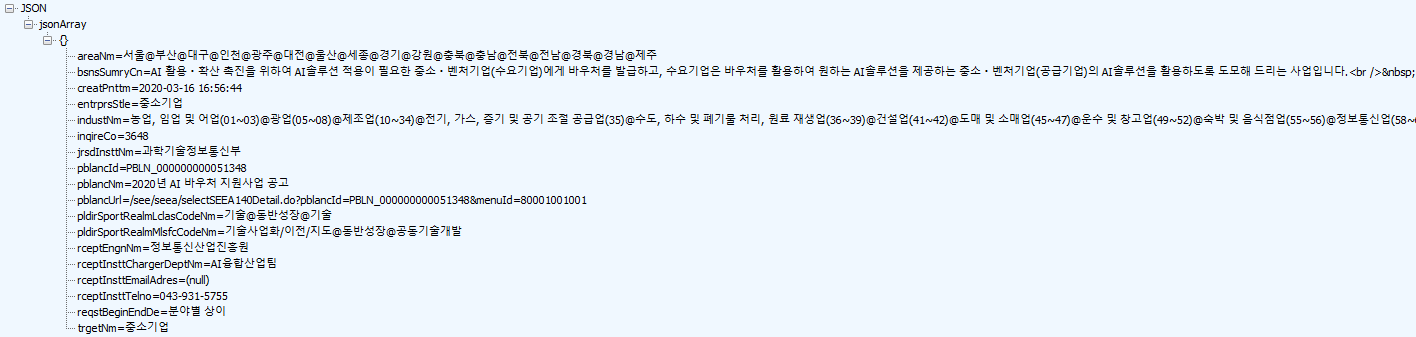 JSON
jsonArray
{}
areaNm=서울@부산@대구@인천@광주@대전@울산@세종@경기@강원@충북@충남@전북@전남@경북@경남@제주
bsnsSumryCn=AI 활용・확산 촉진을 위하여 AI솔루션 적용이 필요한 중소・벤처기업(수요기업)에게 바우처를 발급하고, 수요기업은 바우처를 활용하여 원하는 AI솔루션을 제공하는 중소・벤처기업(공급기업)의 AI솔루션을 활용하도록 도모해 드리는 사업입니다.<br />&nbsp;
creatPnttm=2020-03-16 16:56:44
entrprsStle=중소기업
industNm=농업, 임업 및 어업(01~03)@광업(05~08)@제조업(10~34)@전기, 가스, 증기 및 공기 조절 공급업(35)@수도, 하수 및 폐기물 처리, 원료 재생업(36~39)@건설업(41~42)@도매 및 소매업(45~47)@운수 및 창고업(49~52)@숙박 및 음식점업(55~56)@정보통신업(58~
inqireCo=3648
jrsdInsttNm=과학기술정보통신부
pblancId=PBLN_000000000051348
pblancNm=2020년 AI 바우처 지원사업 공고
pblancUrl=/see/seea/selectSEEA140Detail.do?pblancId=PBLN_000000000051348&menuId=80001001001
pldirSportRealmLclasCodeNm=기술@동반성장@기술
pldirSportRealmMlsfcCodeNm=기술사업화/이전/지도@동반성장@공동기술개발
rceptEngnNm=정보통신산업진흥원
rceptInsttChargerDeptNm=AI융합산업팀
rceptInsttEmailAdres=(null)
rceptInsttTelno=043-931-5755
reqstBeginEndDe=분야별 상이
trgetNm=중소기업